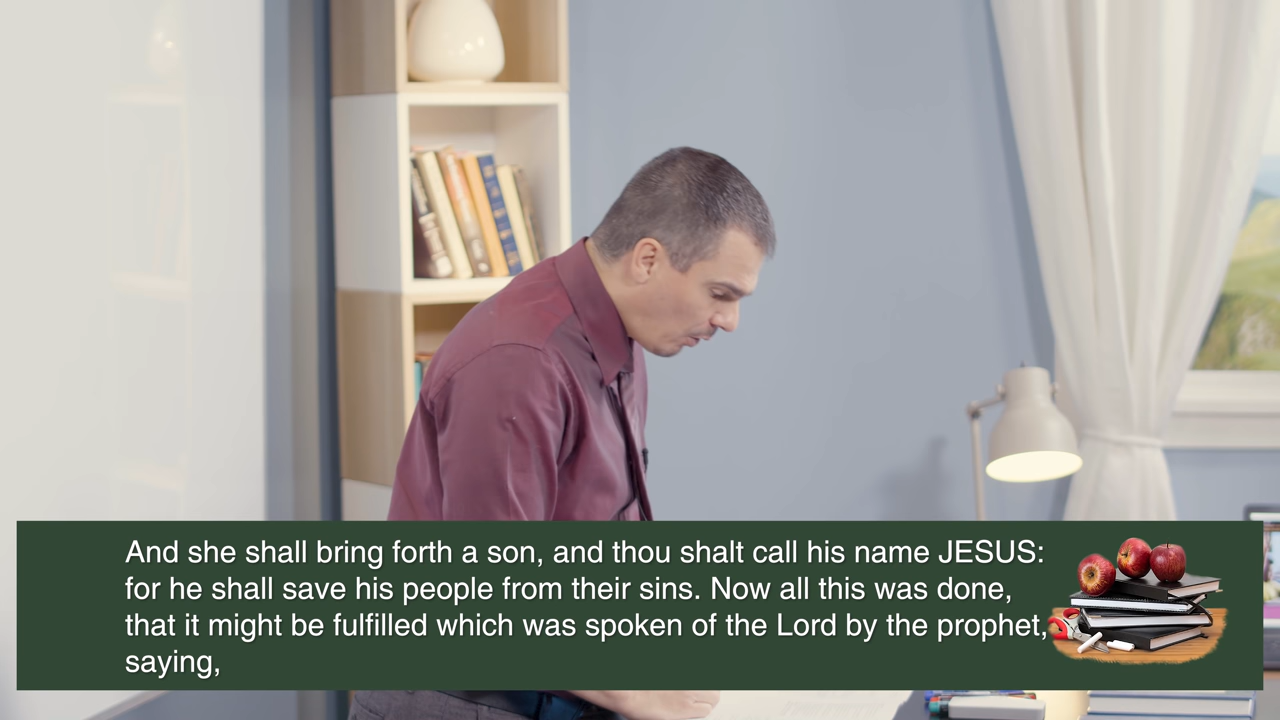 And she shall bring forth a son, and thou shalt call his name JESUS:
for he shall save his people from their sins. Now all this was done,
that it might be fulfilled which was spoken of the Lord by the prophet,
saying,